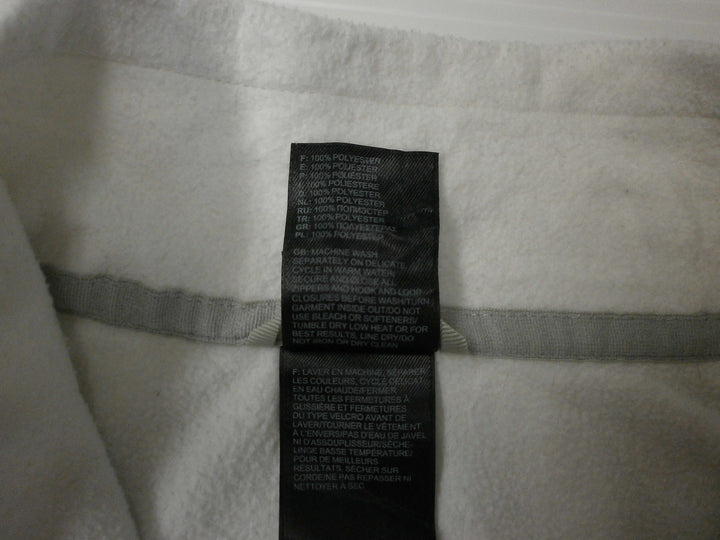 F: 100% POLYESTER
E: 100% POLIESTER
P: 100% POLIESTER
I: 100% POLIESTERE
D: 100% POLYESTER
NL: 100% POLYESTER
RU: 100% ПОЛИЭСТЕР
TR: 100% POLYESTER
GR: 100% ΠΟΛΥΕΣΤΕΡΑΣ
PL: 100% POLYESTER
GB: MACHINE WASH
SEPARATELY ON DELICATE
CYCLE IN WARM WATER/
SECURE AND CLOSE ALL
ZIPPERS AND HOOK AND LOOP
CLOSURES BEFORE WASH/TURN
GARMENT INSIDE OUT/DO NOT
USE BLEACH OR SOFTENERS/
TUMBLE DRY LOW HEAT OR FOR
BEST RESULTS, LINE DRY/DO
NOT IRON OR DRY CLEAN
F: LAVER EN MACHINE, SÉPARER
LES COULEURS, CYCLE DÉLICAT
EN EAU CHAUDE/FERMER
TOUTES LES FERMETURES À
GLISSIÈRE ET FERMETURES
DU TYPE VELCRO AVANT DE
LAVER/TOURNER LE VÊTEMENT
À L'ENVERS/PAS D'EAU DE JAVEL
NI D'ASSOUPLISSEUR/SÈCHE-
LINGE BASSE TEMPÉRATURE/
POUR DE MEILLEURS
RÉSULTATS, SÉCHER SUR
CORDE/NE PAS REPASSER NI
NETTOYER À SEC